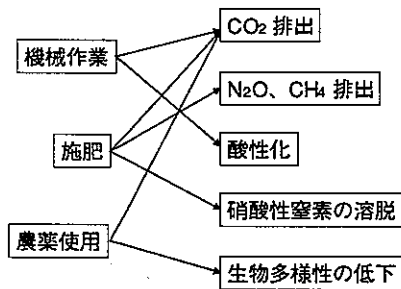 機械作業
施肥
農薬使用
CO₂ 排出
N₂O、CH₄ 排出
酸性化
硝酸性窒素の溶脱
生物多様性の低下